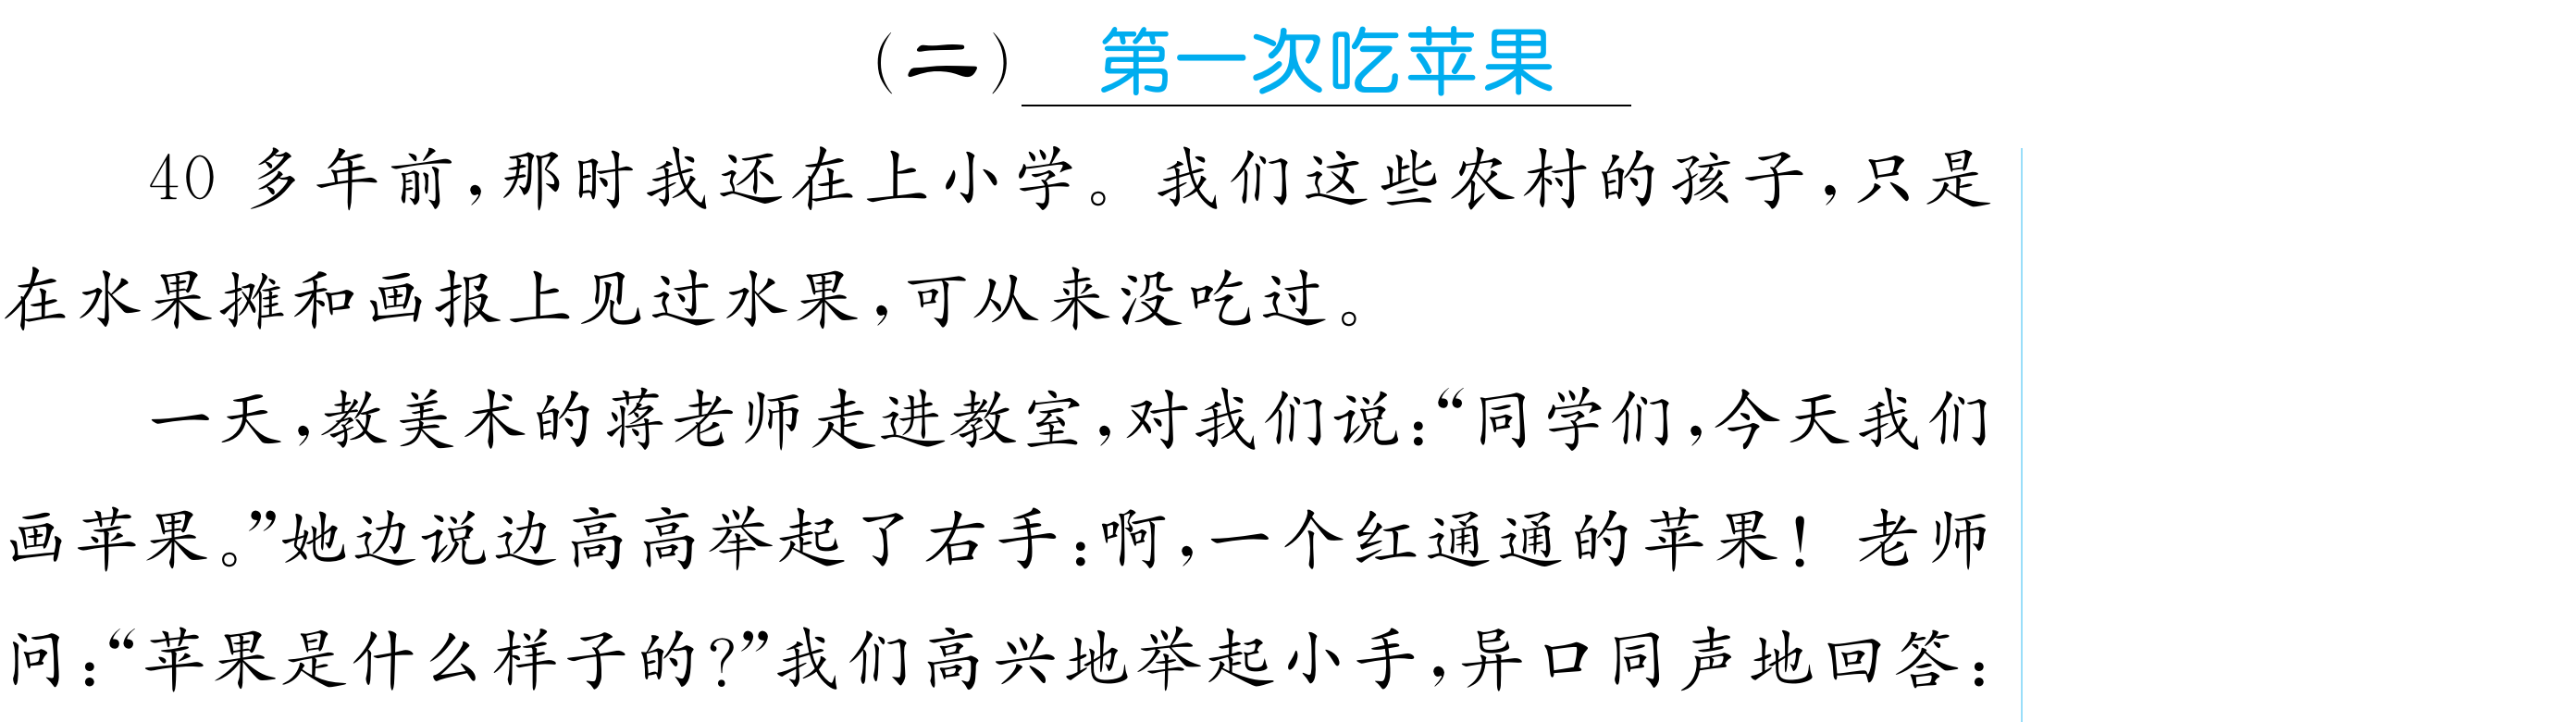 （二） 第一次吃苹果
40 多年前，那时我还在上小学。我们这些农村的孩子，只是
在水果摊和画报上见过水果，可从来没吃过。
一天，教美术的蒋老师走进教室，对我们说：“同学们，今天我们
画苹果。”她边说边高高举起了右手：啊，一个红通通的苹果！老师
问：“苹果是什么样子的？”我们高兴地举起小手，异口同声地回答：